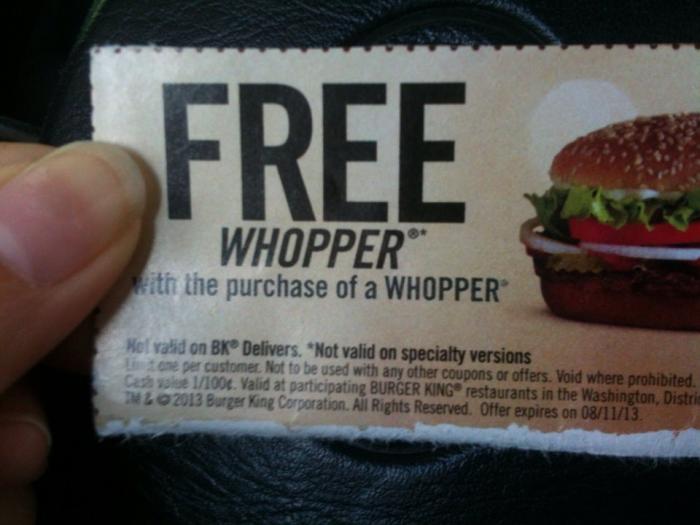 FREE
WHOPPER®*
with the purchase of a WHOPPER®
Not valid on BK® Delivers. *Not valid on specialty versions
Limit one per customer. Not to be used with any other coupons or offers. Void where prohibited.
Cash value 1/100¢. Valid at participating BURGER KING® restaurants in the Washington,
TM & © 2013 Burger King Corporation. All Rights Reserved. Offer expires on 08/11/13.